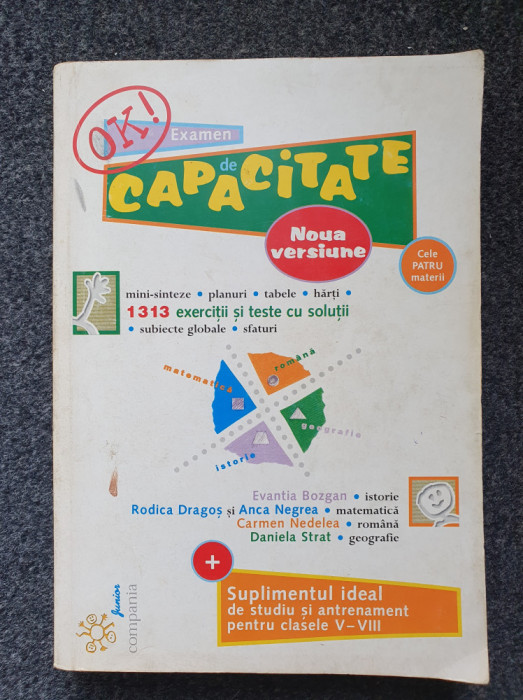 OK!
Examen
de
CAPACITATE
Noua
versiune
Cele
PATRU
materii
mini-sinteze • planuri • tabele • hărți •
1313 exerciții și teste cu soluții
• subiecte globale • sfaturi
matematică
română
geografie
istorie
Evantia Bozgan • istorie
Rodica Dragoș și Anca Negrea • matematică
Carmen Nedelea • română
Daniela Strat • geografie
+
Suplimentul ideal
de studiu și antrenament
pentru clasele V–VIII
Junior
compania